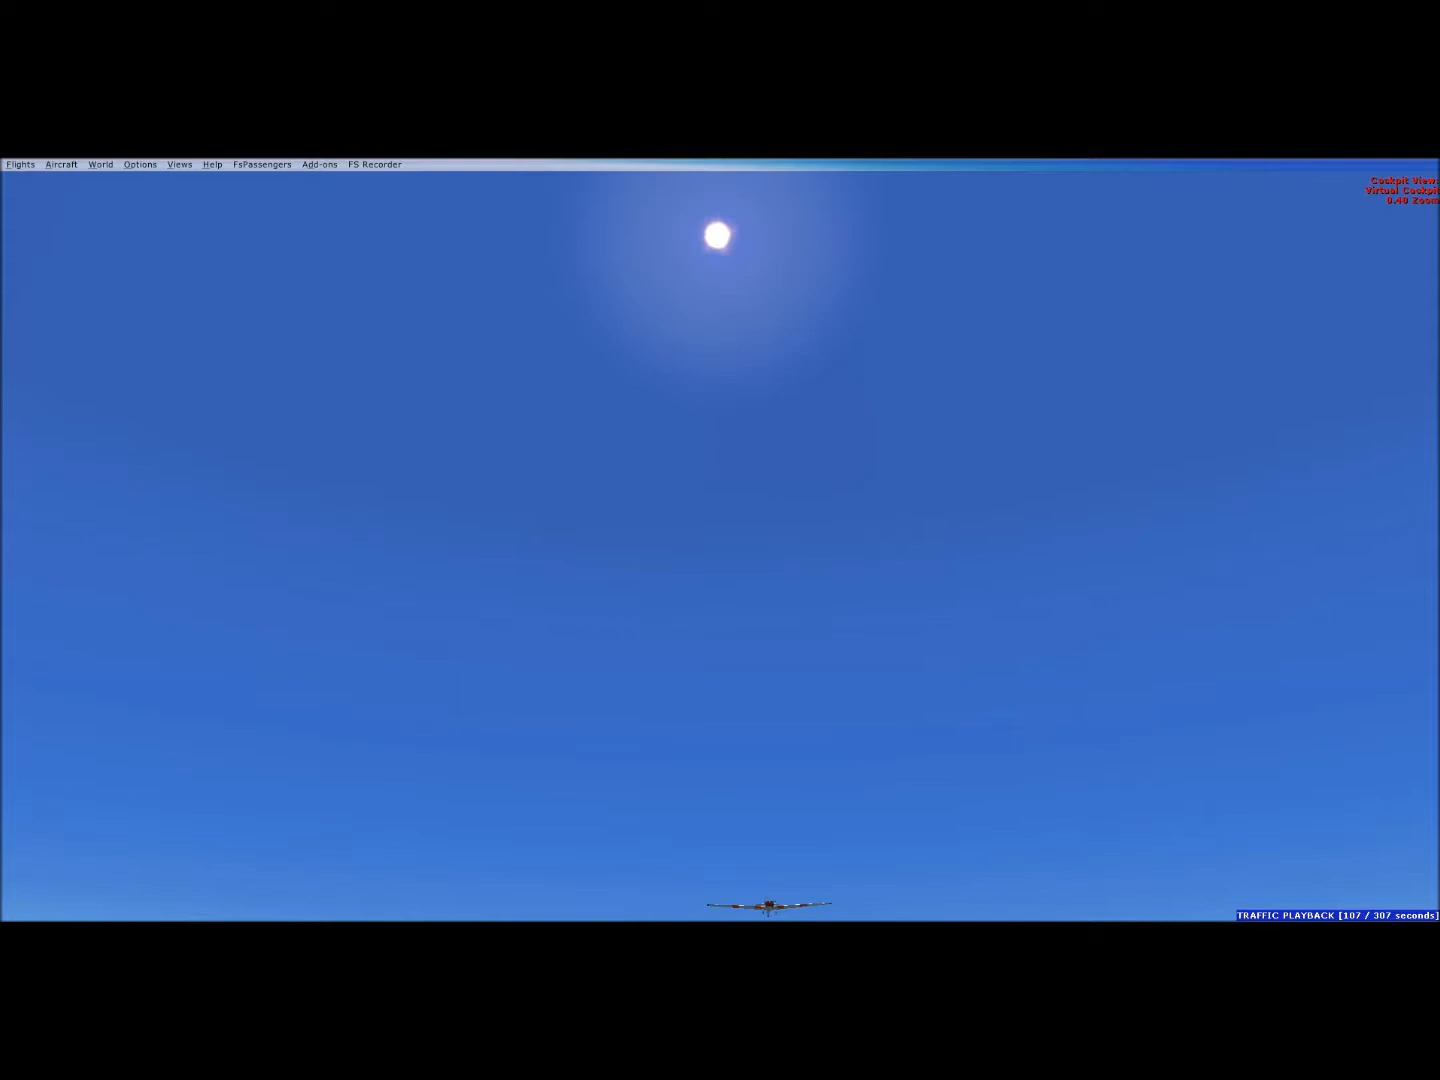 Flights Aircraft World Options Views Help FsPassengers Add-ons FS Recorder
Cockpit View:
Virtual Cockpit
0.40 Zoom
TRAFFIC PLAYBACK [107 / 307 seconds]